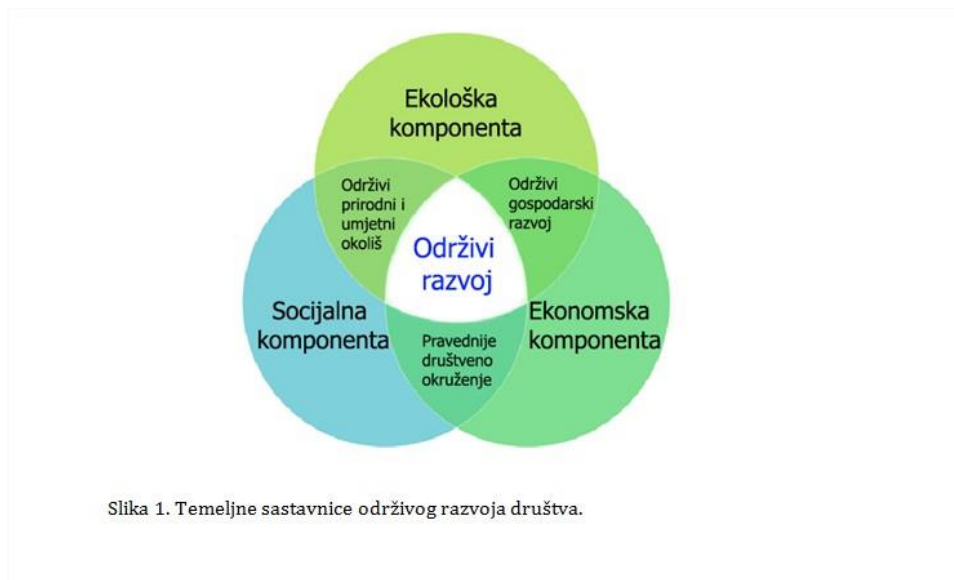 Ekološka
komponenta
Održivi
prirodni i
umjetni
okoliš
Održivi
gospodarski
razvoj
Održivi
razvoj
Socijalna
komponenta
Ekonomska
komponenta
Pravednije
društveno
okruženje
Slika 1. Temeljne sastavnice održivog razvoja društva.